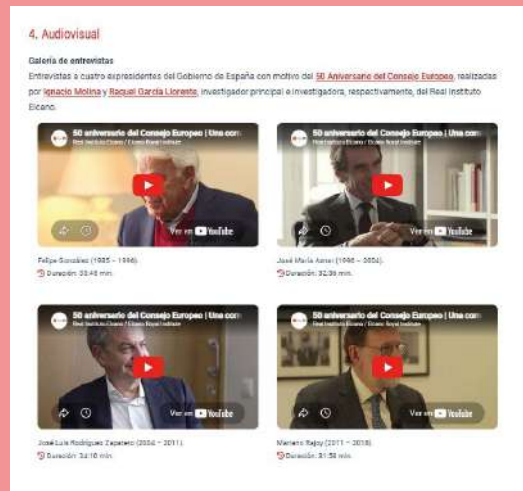 4. Audiovisual
Galería de entrevistas
Entrevistas a cuatro expresidentes del Gobierno de España con motivo del 50 Aniversario del Consejo Europeo, realizadas
por Ignacio Molina y Raquel García Llorente, investigador principal e investigadora, respectivamente, del Real Instituto
Elcano.
50 aniversario del Consejo Europeo | Una con
Real Instituto Elcano / Elcano Royal Institute
Ver en YouTube
50 aniversario del Consejo Europeo | Una con
Real Instituto Elcano / Elcano Royal Institute
Ver en YouTube
Felipe González (1985 – 1996).
Duración: 33:48 min.
José María Aznar (1996 – 2004).
Duración: 32:36 min.
50 aniversario del Consejo Europeo | Una con
Real Instituto Elcano / Elcano Royal Institute
Ver en YouTube
50 aniversario del Consejo Europeo | Una con
Real Instituto Elcano / Elcano Royal Institute
Ver en YouTube
José Luis Rodríguez Zapatero (2004 – 2011).
Duración: 34:10 min.
Mariano Rajoy (2011 – 2018).
Duración: 31:58 min.